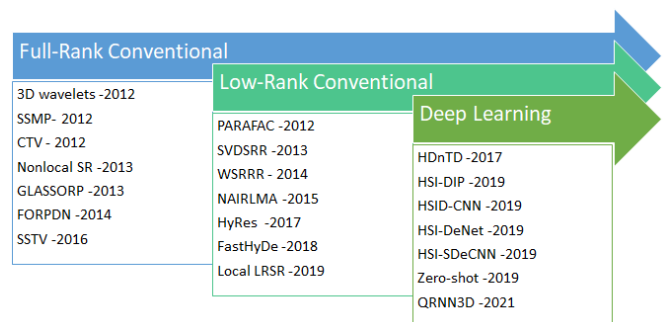 Full-Rank Conventional
3D wavelets -2012
SSMP- 2012
CTV - 2012
Nonlocal SR -2013
GLASSORP -2013
FORPDN -2014
SSTV -2016
Low-Rank Conventional
PARAFAC -2012
SVDSRR -2013
WSRRR - 2014
NAIRLMA -2015
HyRes -2017
FastHyDe -2018
Local LRSR -2019
Deep Learning
HDnTD -2017
HSI-DIP -2019
HSID-CNN -2019
HSI-DeNet -2019
HSI-SDeCNN -2019
Zero-shot -2019
QRNN3D -2021